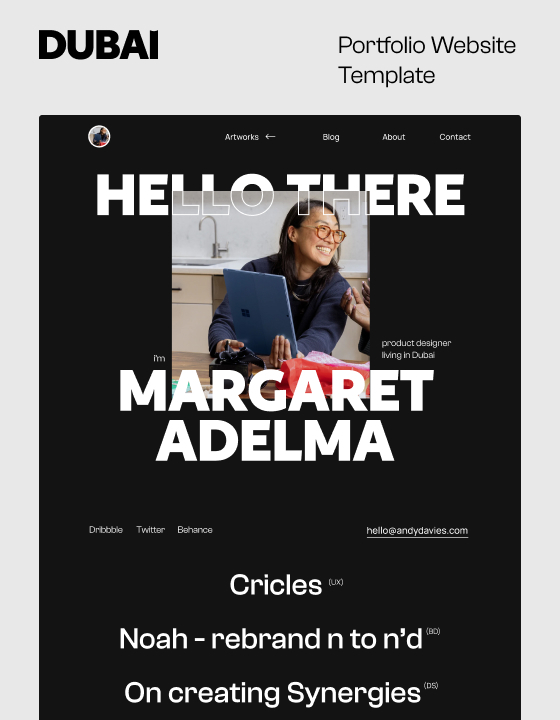 DUBAI
Portfolio Website
Template
Artworks Blog About Contact
HELLO THERE
product designer
living in Dubai
i'm
MARGARET
ADELMA
Dribbble Twitter Behance
hello@andydavies.com
Cricles (UX)
Noah - rebrand n to n’d (BD)
On creating Synergies (DS)